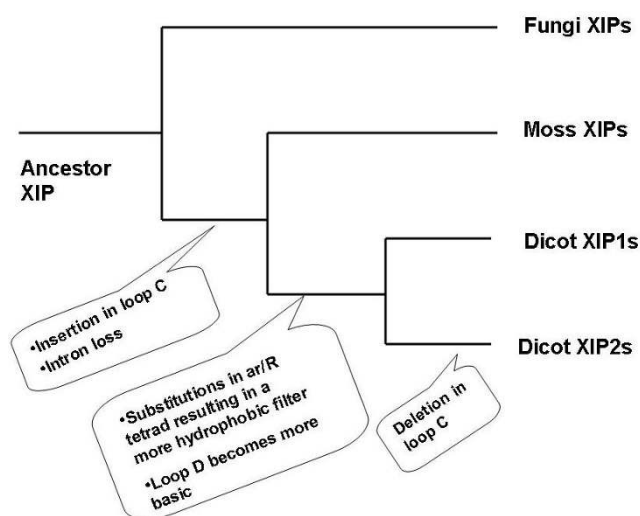 Fungi XIPs
Moss XIPs
Ancestor
XIP
Dicot XIP1s
Dicot XIP2s
•Insertion in loop C
•Intron loss
•Substitutions in ar/R
tetrad resulting in a
more hydrophobic filter
•Loop D becomes more
basic
Deletion in
loop C